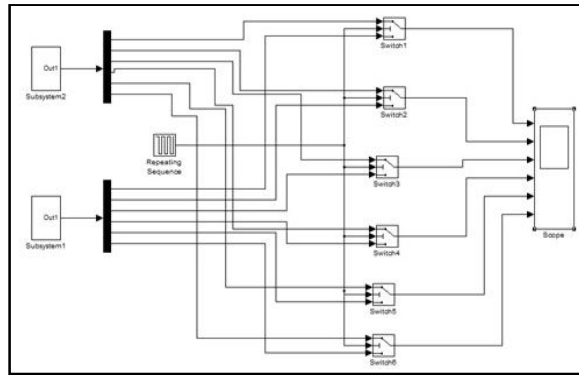 Out1
Subsystem2
Switch1
Switch2
Repeating
Sequence
Switch3
Out1
Subsystem1
Switch4
Scope
Switch5
Switch6